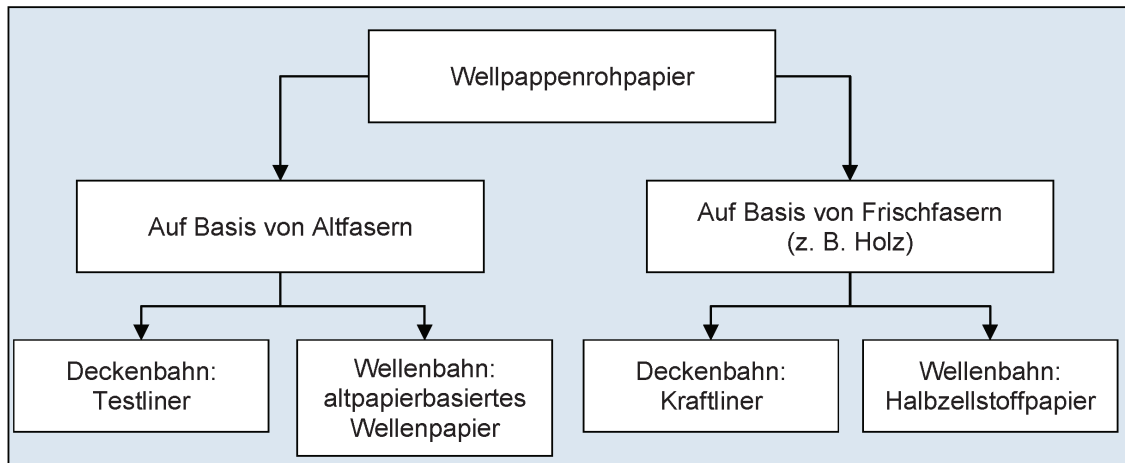 Wellpappenrohpapier
Auf Basis von Altfasern
Auf Basis von Frischfasern
(z. B. Holz)
Deckenbahn:
Testliner
Wellenbahn:
altpapierbasiertes
Wellenpapier
Deckenbahn:
Kraftliner
Wellenbahn:
Halbzellstoffpapier